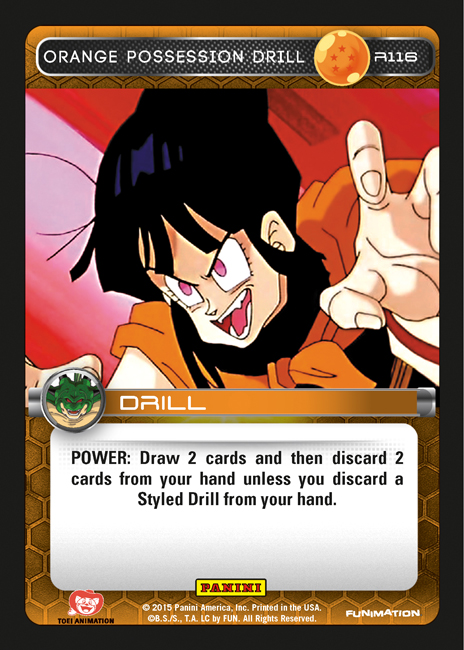 ORANGE POSSESSION DRILL R116
DRILL
POWER: Draw 2 cards and then discard 2
cards from your hand unless you discard a
Styled Drill from your hand.
PANINI
© 2015 Panini America, Inc. Printed in the USA.
©B.S./S., T.A. LC by FUN. All Rights Reserved.
TOEI ANIMATION
FUNIMATION